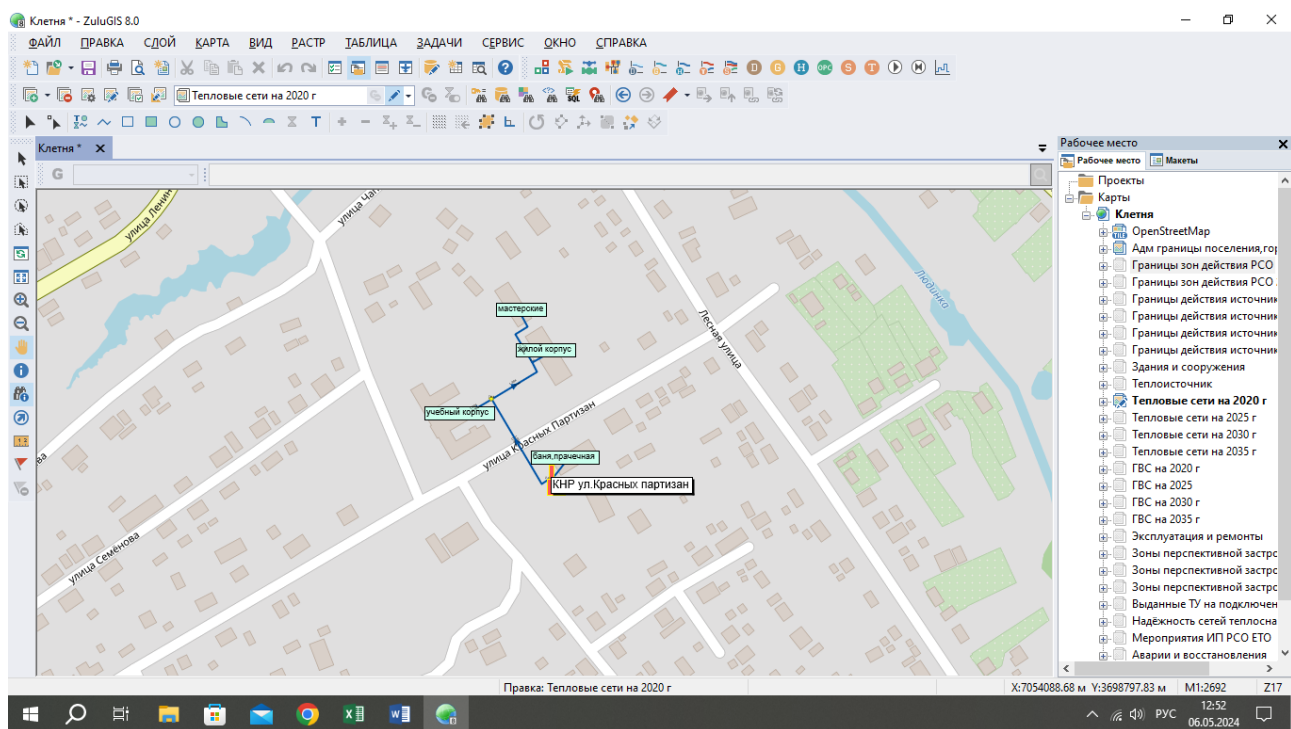 Клетня * - ZuluGIS 8.0
ФАЙЛ ПРАВКА СЛОЙ КАРТА ВИД РАСТР ТАБЛИЦА ЗАДАЧИ СЕРВИС ОКНО СПРАВКА
Тепловые сети на 2020 г
SQL
T
Клетня *
G
улица Ленин
улица Чап
Людинко
Лесная улица
мастерские
жилой корпус
учебный корпус
улица Красных Партизан
баня,прачечная
КНР ул.Красных партизан
ва
улица Семёнова
Рабочее место
Рабочее место Макеты
Проекты
Карты
Клетня
OpenStreetMap
Адм границы поселения,гор
Границы зон действия РСО
Границы зон действия РСО
Границы действия источник
Границы действия источник
Границы действия источник
Границы действия источник
Здания и сооружения
Теплоисточник
Тепловые сети на 2020 г
Тепловые сети на 2025 г
Тепловые сети на 2030 г
Тепловые сети на 2035 г
ГВС на 2020 г
ГВС на 2025
ГВС на 2030 г
ГВС на 2035 г
Эксплуатация и ремонты
Зоны перспективной застро
Зоны перспективной застро
Зоны перспективной застро
Выданные ТУ на подключен
Надёжность сетей теплосна
Мероприятия ИП РСО ЕТО
Аварии и восстановления
Правка: Тепловые сети на 2020 г
X:7054088.68 м Y:3698797.83 м М1:2692 Z17
РУС
12:52
06.05.2024